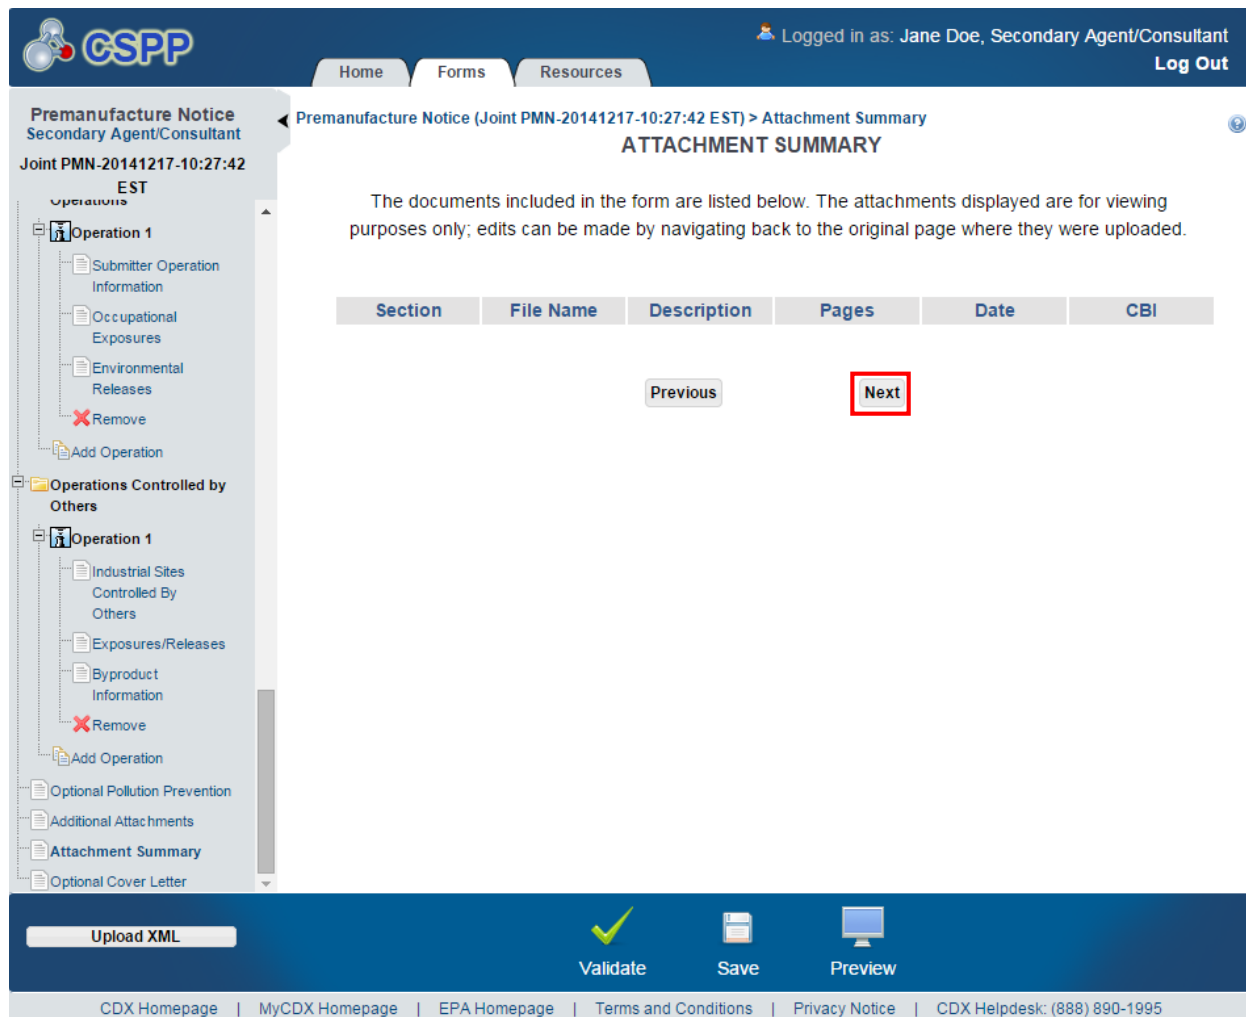 CSPP
Logged in as: Jane Doe, Secondary Agent/Consultant
Log Out
Home
Forms
Resources
Premanufacture Notice
Secondary Agent/Consultant
Joint PMN-20141217-10:27:42
EST
Operations
Operation 1
Submitter Operation
Information
Occupational
Exposures
Environmental
Releases
Remove
Add Operation
Operations Controlled by
Others
Operation 1
Industrial Sites
Controlled By
Others
Exposures/Releases
Byproduct
Information
Remove
Add Operation
Optional Pollution Prevention
Additional Attachments
Attachment Summary
Optional Cover Letter
Premanufacture Notice (Joint PMN-20141217-10:27:42 EST) > Attachment Summary
ATTACHMENT SUMMARY
The documents included in the form are listed below. The attachments displayed are for viewing
purposes only; edits can be made by navigating back to the original page where they were uploaded.
Section File Name Description Pages Date CBI
Previous Next
Upload XML
Validate Save Preview
CDX Homepage | MyCDX Homepage | EPA Homepage | Terms and Conditions | Privacy Notice | CDX Helpdesk: (888) 890-1995